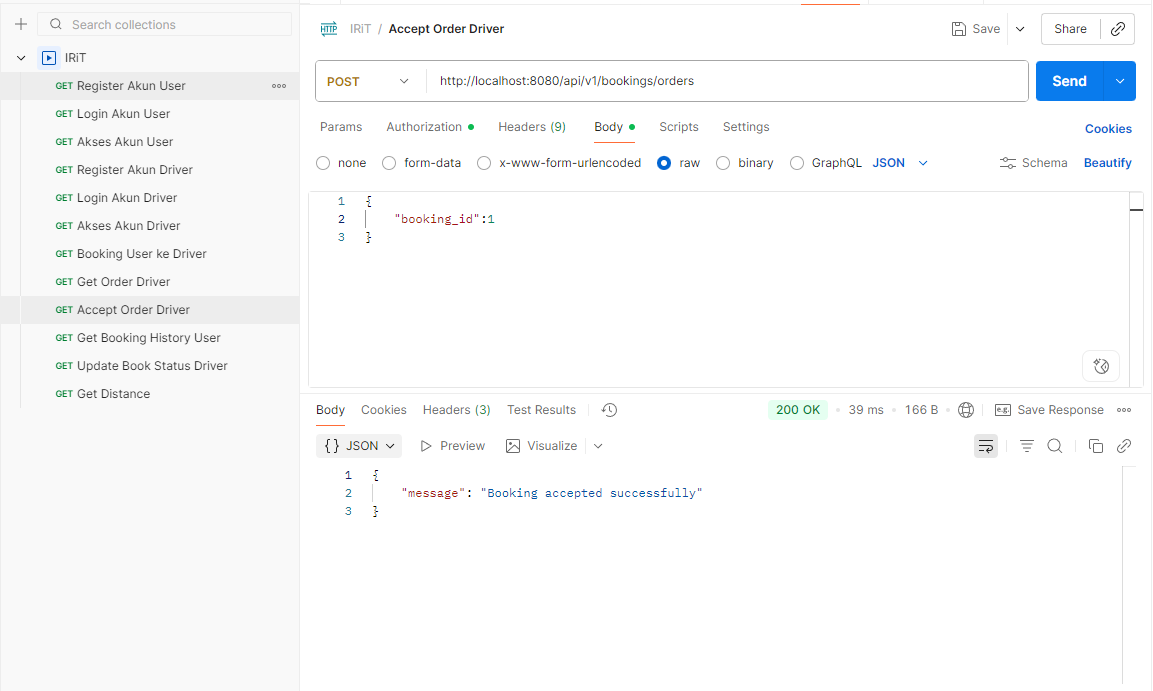 Search collections
IRiT
GET Register Akun User
GET Login Akun User
GET Akses Akun User
GET Register Akun Driver
GET Login Akun Driver
GET Akses Akun Driver
GET Booking User ke Driver
GET Get Order Driver
GET Accept Order Driver
GET Get Booking History User
GET Update Book Status Driver
GET Get Distance
HTTP IRiT / Accept Order Driver
Save
Share
POST http://localhost:8080/api/v1/bookings/orders
Send
Params Authorization Headers (9) Body Scripts Settings
Cookies
none form-data x-www-form-urlencoded raw binary GraphQL JSON
Schema Beautify
1 {
2 "booking_id":1
3 }
Body Cookies Headers (3) Test Results
200 OK • 39 ms • 166 B • e.g. Save Response
{} JSON Preview Visualize
1 {
2 "message": "Booking accepted successfully"
3 }